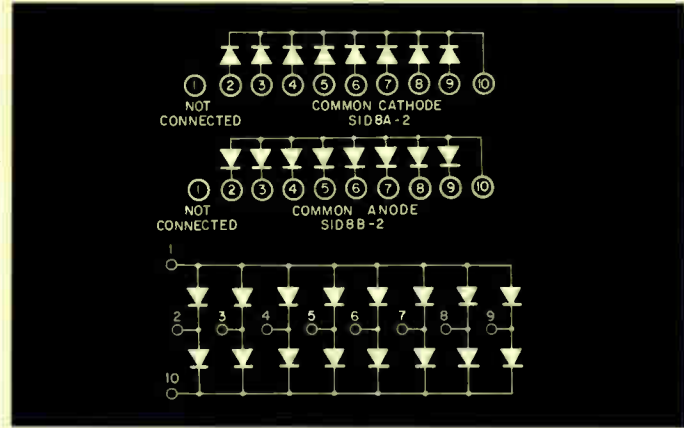 1 2 3 4 5 6 7 8 9 10
NOT CONNECTED
COMMON CATHODE
SID8A-2
1 2 3 4 5 6 7 8 9 10
NOT CONNECTED
COMMON ANODE
SID8B-2
1
2 3 4 5 6 7 8 9
10